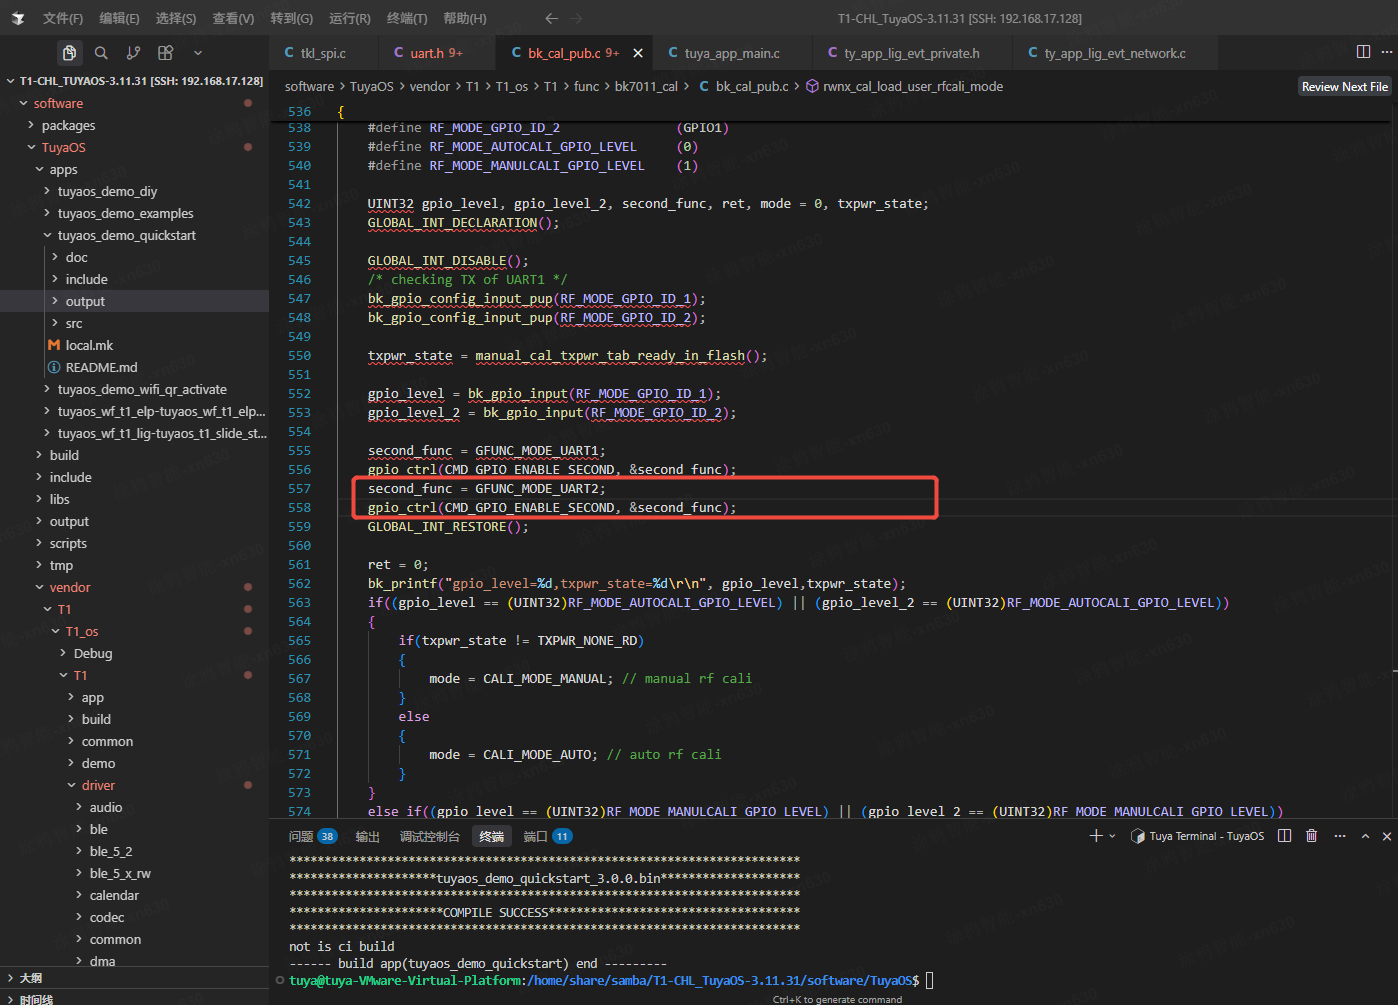 文件(F) 编辑(E) 选择(S) 查看(V) 转到(G) 运行(R) 终端(T) 帮助(H) T1-CHL_TuyaOS-3.11.31 [SSH: 192.168.17.128]
C tkl_spi.c C uart.h 9+ C bk_cal_pub.c 9+ C tuya_app_main.c C ty_app_lig_evt_private.h C ty_app_lig_evt_network.c
T1-CHL_TUYAOS-3.11.31 [SSH: 192.168.17.128]
software
packages
TuyaOS
apps
tuyaos_demo_diy
tuyaos_demo_examples
tuyaos_demo_quickstart
doc
include
output
src
local.mk
README.md
tuyaos_demo_wifi_qr_activate
tuyaos_wf_t1_elp-tuyaos_wf_t1_elp...
tuyaos_wf_t1_lig-tuyaos_t1_slide_st...
build
include
libs
output
scripts
tmp
vendor
T1
T1_os
Debug
T1
app
build
common
demo
driver
audio
ble
ble_5_2
ble_5_x_rw
calendar
codec
common
dma
大纲
时间线
software > TuyaOS > vendor > T1 > T1_os > T1 > func > bk7011_cal > C bk_cal_pub.c > rwnx_cal_load_user_rfcali_mode
Review Next File
536 {
538 #define RF_MODE_GPIO_ID_2 (GPIO1)
539 #define RF_MODE_AUTOCALI_GPIO_LEVEL (0)
540 #define RF_MODE_MANULCALI_GPIO_LEVEL (1)
541
542 UINT32 gpio_level, gpio_level_2, second_func, ret, mode = 0, txpwr_state;
543 GLOBAL_INT_DECLARATION();
544
545 GLOBAL_INT_DISABLE();
546 /* checking TX of UART1 */
547 bk_gpio_config_input_pup(RF_MODE_GPIO_ID_1);
548 bk_gpio_config_input_pup(RF_MODE_GPIO_ID_2);
549
550 txpwr_state = manual_cal_txpwr_tab_ready_in_flash();
551
552 gpio_level = bk_gpio_input(RF_MODE_GPIO_ID_1);
553 gpio_level_2 = bk_gpio_input(RF_MODE_GPIO_ID_2);
554
555 second_func = GFUNC_MODE_UART1;
556 gpio_ctrl(CMD_GPIO_ENABLE_SECOND, &second_func);
557 second_func = GFUNC_MODE_UART2;
558 gpio_ctrl(CMD_GPIO_ENABLE_SECOND, &second_func);
559 GLOBAL_INT_RESTORE();
560
561 ret = 0;
562 bk_printf("gpio_level=%d,txpwr_state=%d\r\n", gpio_level,txpwr_state);
563 if((gpio_level == (UINT32)RF_MODE_AUTOCALI_GPIO_LEVEL) || (gpio_level_2 == (UINT32)RF_MODE_AUTOCALI_GPIO_LEVEL))
564 {
565 if(txpwr_state != TXPWR_NONE_RD)
566 {
567 mode = CALI_MODE_MANUAL; // manual rf cali
568 }
569 else
570 {
571 mode = CALI_MODE_AUTO; // auto rf cali
572 }
573 }
574 else if((gpio_level == (UINT32)RF_MODE_MANULCALI_GPIO_LEVEL) || (gpio_level_2 == (UINT32)RF_MODE_MANULCALI_GPIO_LEVEL))
问题 38 输出 调试控制台 终端 端口 11 Tuya Terminal - TuyaOS
*******************************************************************
*********************tuyaos_demo_quickstart_3.0.0.bin********************
*******************************************************************
**********************COMPILE SUCCESS************************************
*******************************************************************
not is ci build
------ build app(tuyaos_demo_quickstart) end ---------
tuya@tuya-VMware-Virtual-Platform:/home/share/samba/T1-CHL_TuyaOS-3.11.31/software/TuyaOS$
Ctrl+K to generate command